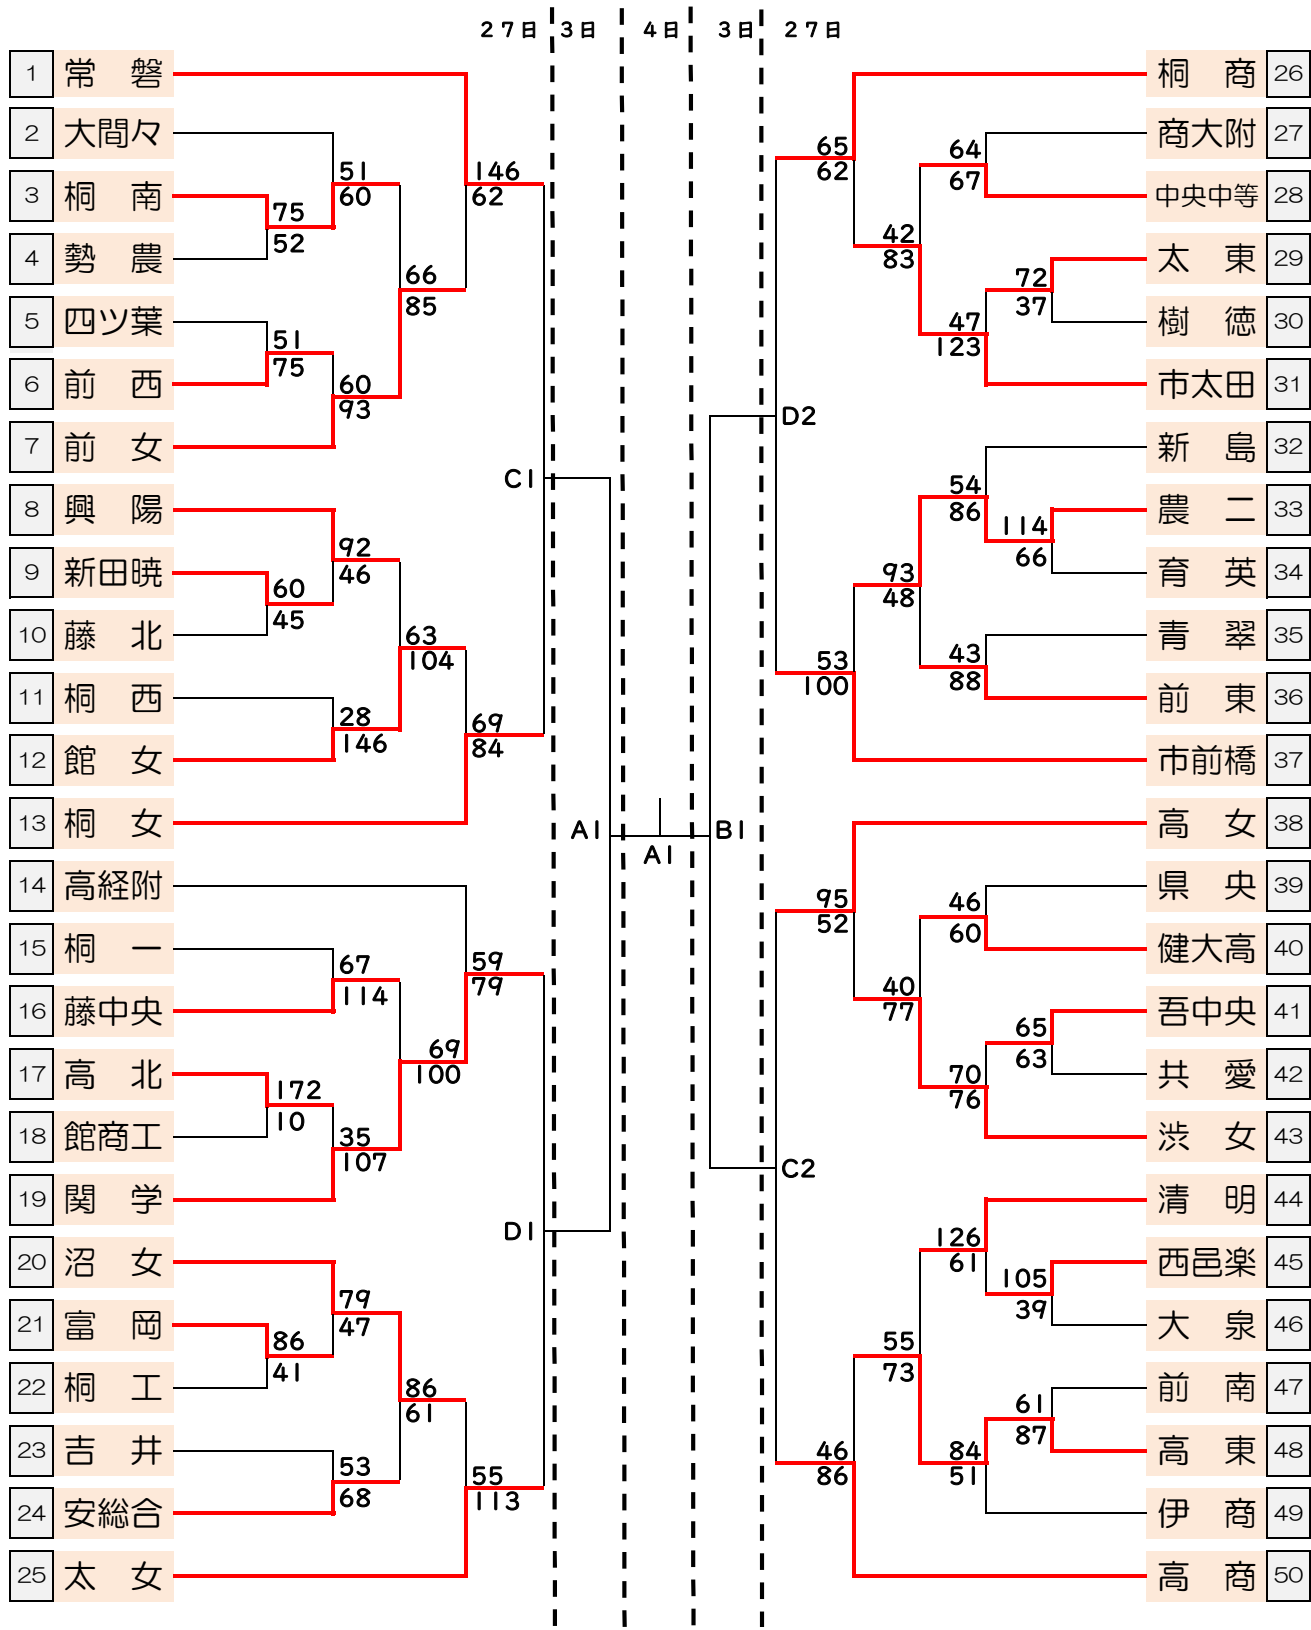 27日 3日 4日 3日 27日
1 常 磐
2 大間々
3 桐 南
4 勢 農
5 四ツ葉
6 前 西
7 前 女
8 興 陽
9 新田暁
10 藤 北
11 桐 西
12 館 女
13 桐 女
14 高経附
15 桐 一
16 藤中央
17 高 北
18 館商工
19 関 学
20 沼 女
21 富 岡
22 桐 工
23 吉 井
24 安総合
25 太 女
75
52
51
75
60
45
172
10
86
41
51
60
60
93
92
46
28
146
67
114
35
107
79
47
53
68
66
85
63
104
69
100
86
61
146
62
69
84
59
79
55
113
C1
D1
A1
A1
B1
D2
C2
65
62
53
100
95
52
46
86
42
83
93
48
40
77
55
73
64
67
47
123
54
86
43
88
46
60
70
76
126
61
84
51
72
37
114
66
65
63
105
39
61
87
桐 商 26
商大附 27
中央中等 28
太 東 29
樹 徳 30
市太田 31
新 島 32
農 二 33
育 英 34
青 翠 35
前 東 36
市前橋 37
高 女 38
県 央 39
健大高 40
吾中央 41
共 愛 42
渋 女 43
清 明 44
西邑楽 45
大 泉 46
前 南 47
高 東 48
伊 商 49
高 商 50